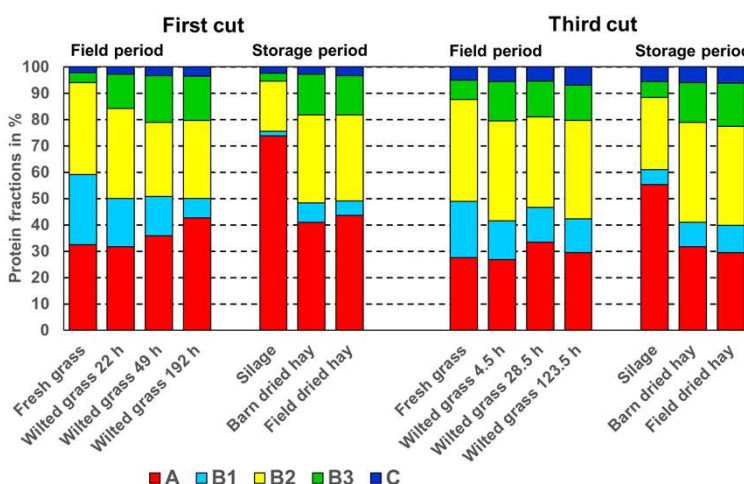 First cut
Third cut
Field period
Storage period
Field period
Storage period
Protein fractions in %
100
90
80
70
60
50
40
30
20
10
0
Fresh grass
Wilted grass 22 h
Wilted grass 49 h
Wilted grass 192 h
Silage
Barn dried hay
Field dried hay
Fresh grass
Wilted grass 4.5 h
Wilted grass 28.5 h
Wilted grass 123.5 h
Silage
Barn dried hay
Field dried hay
A B1 B2 B3 C